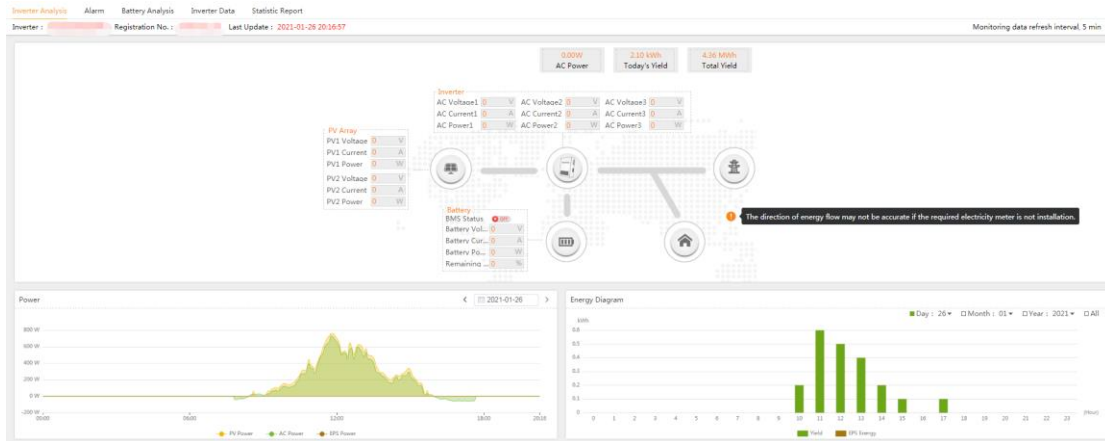 Inverter Analysis Alarm Battery Analysis Inverter Data Statistic Report
Inverter : Registration No. : Last Update : 2021-01-26 20:16:57 Monitoring data refresh interval, 5 min
0.00W 2.10 kWh 4.36 MWh
AC Power Today's Yield Total Yield
Inverter
AC Voltage1 0 V AC Voltage2 0 V AC Voltage3 0 V
AC Current1 0 A AC Current2 0 A AC Current3 0 A
AC Power1 0 W AC Power2 0 W AC Power3 0 W
PV Array
PV1 Voltage 0 V
PV1 Current 0 A
PV1 Power 0 W
PV2 Voltage 0 V
PV2 Current 0 A
PV2 Power 0 W
Battery
BMS Status Off
Battery Vol... 0 V
Battery Cur... 0 A
Battery Po... 0 W
Remaining ... 0 %
The direction of energy flow may not be accurate if the required electricity meter is not installation.
Power < 2021-01-26 >
800 W
600 W
400 W
200 W
0 W
-200 W
00:00 06:00 12:00 18:00
PV Power AC Power EPS Power
Energy Diagram
Day : 26 Month : 01 Year : 2021 All
kWh
0.6
0.5
0.4
0.3
0.2
0.1
0
0 1 2 3 4 5 6 7 8 9 10 11 12 13 14 15 16 17 18 19 20 21 22 23 (Hour)
Yield EPS Energy